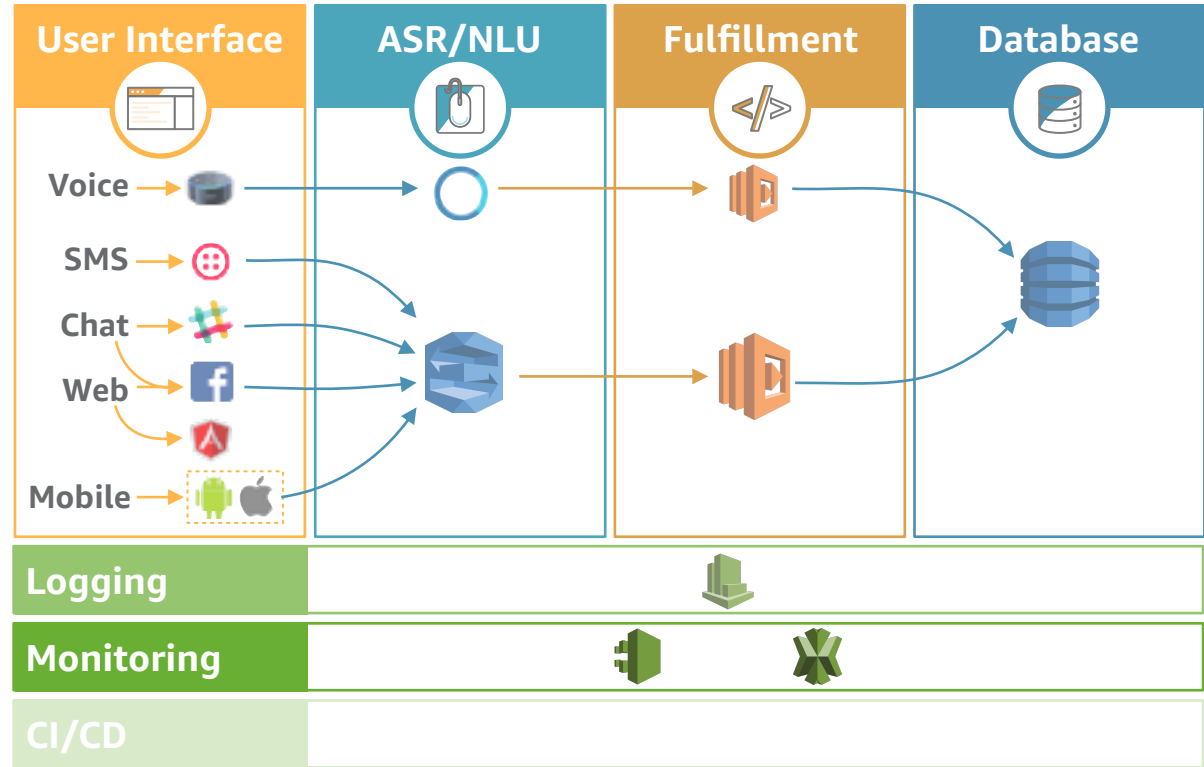 User Interface
ASR/NLU
Fulfillment
Database
Voice
SMS
Chat
Web
Mobile
Logging
Monitoring
CI/CD